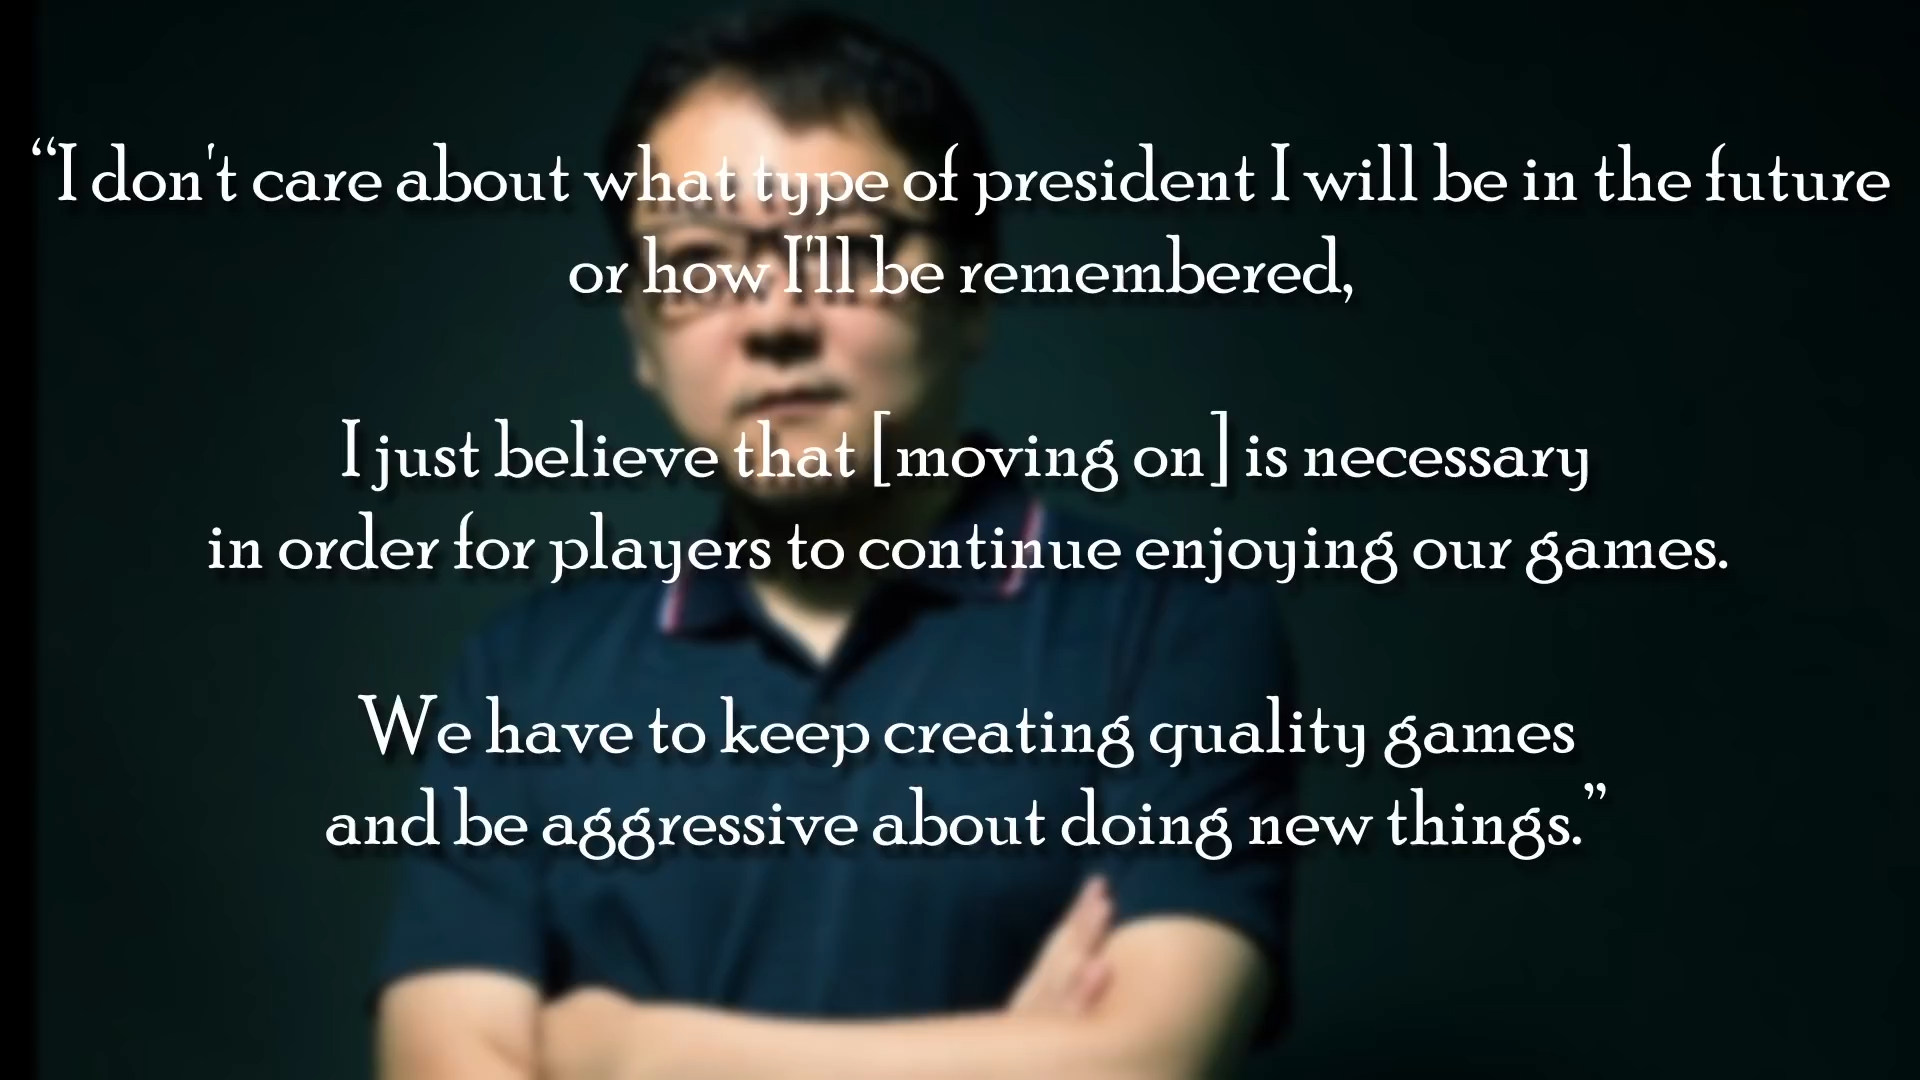 “I don't care about what type of president I will be in the future
or how I'll be remembered,
I just believe that [moving on] is necessary
in order for players to continue enjoying our games.
We have to keep creating quality games
and be aggressive about doing new things.”